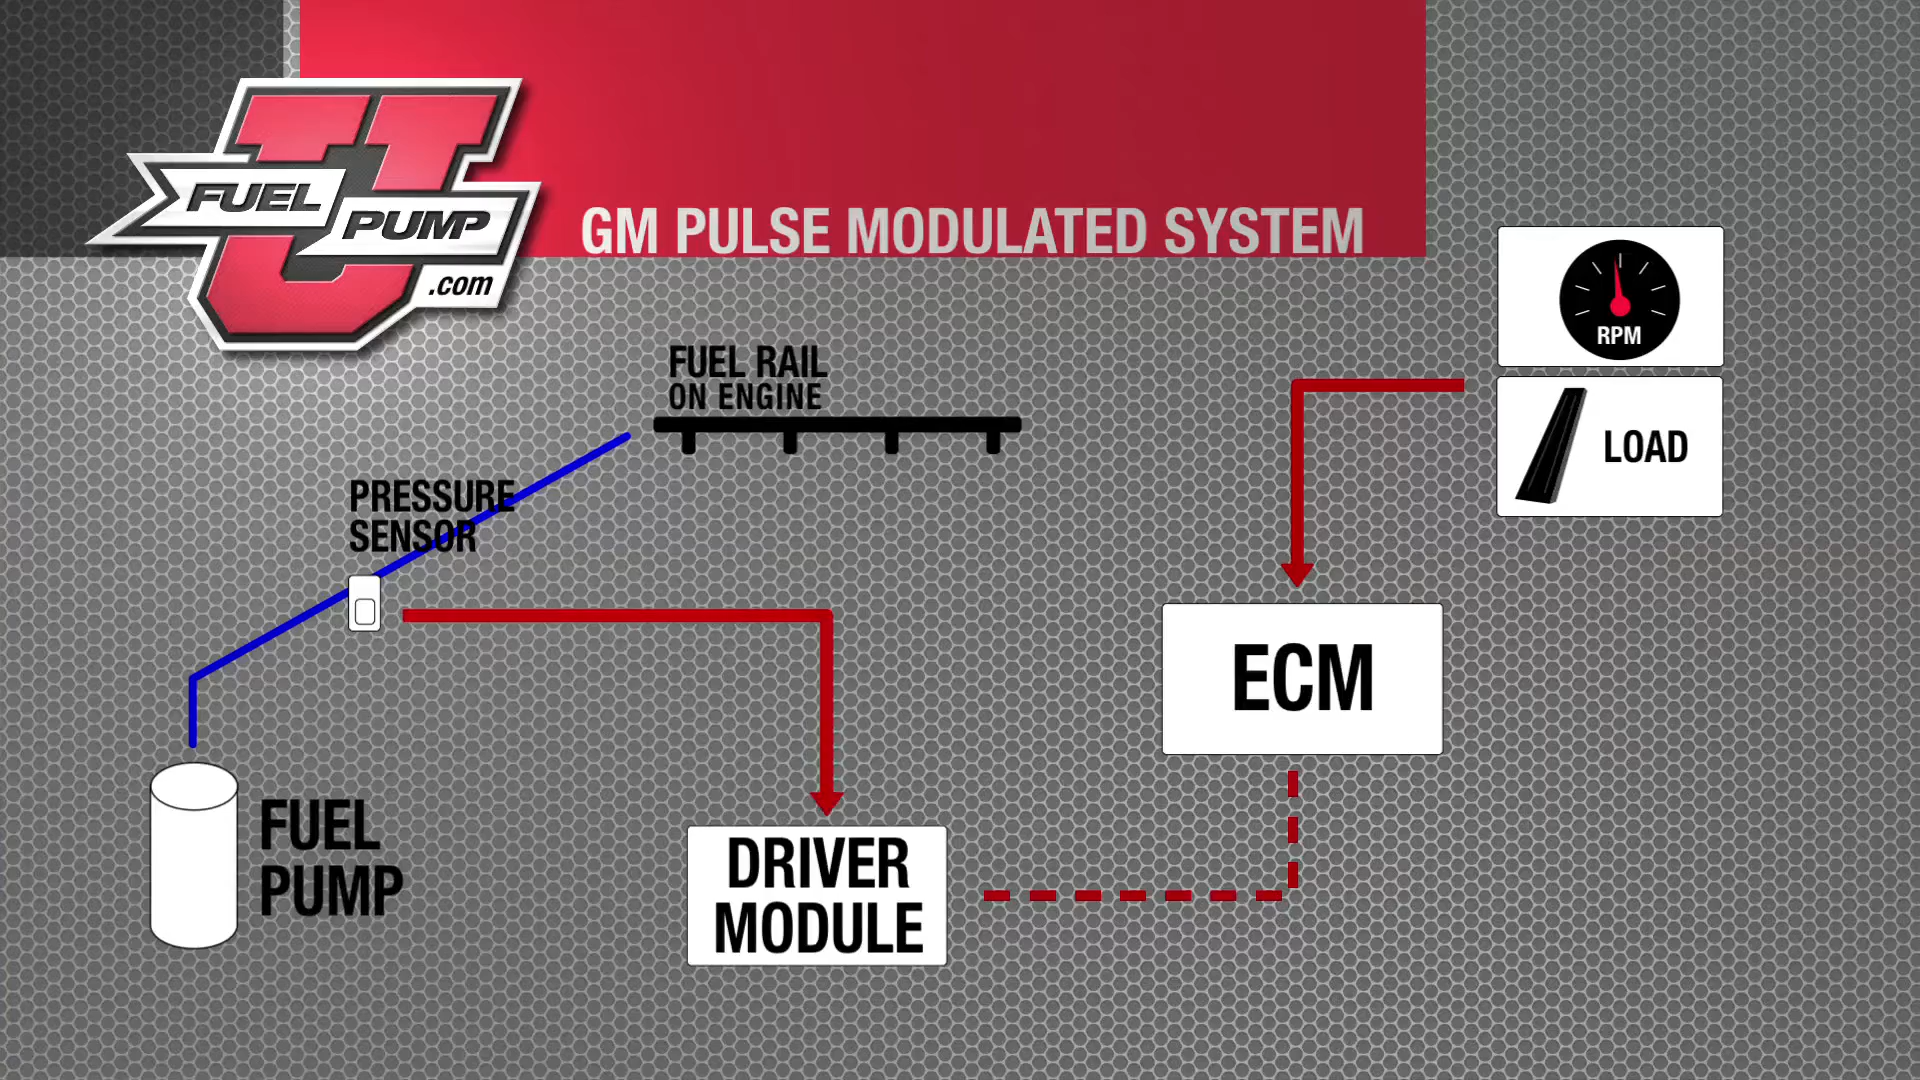 FUEL
PUMP
.com
GM PULSE MODULATED SYSTEM
RPM
LOAD
FUEL RAIL
ON ENGINE
PRESSURE
SENSOR
ECM
FUEL
PUMP
DRIVER
MODULE